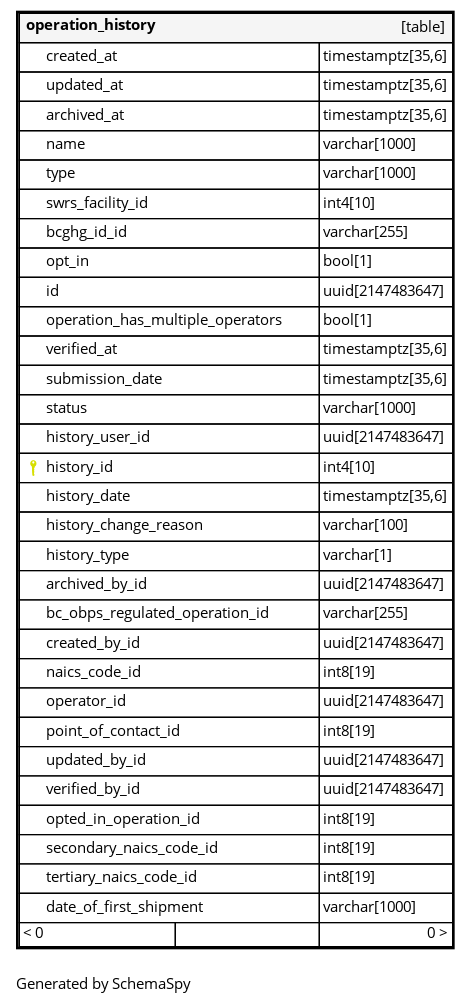 operation_history [table]
created_at timestamptz[35,6]
updated_at timestamptz[35,6]
archived_at timestamptz[35,6]
name varchar[1000]
type varchar[1000]
swrs_facility_id int4[10]
bcghg_id_id varchar[255]
opt_in bool[1]
id uuid[2147483647]
operation_has_multiple_operators bool[1]
verified_at timestamptz[35,6]
submission_date timestamptz[35,6]
status varchar[1000]
history_user_id uuid[2147483647]
history_id int4[10]
history_date timestamptz[35,6]
history_change_reason varchar[100]
history_type varchar[1]
archived_by_id uuid[2147483647]
bc_obps_regulated_operation_id varchar[255]
created_by_id uuid[2147483647]
naics_code_id int8[19]
operator_id uuid[2147483647]
point_of_contact_id int8[19]
updated_by_id uuid[2147483647]
verified_by_id uuid[2147483647]
opted_in_operation_id int8[19]
secondary_naics_code_id int8[19]
tertiary_naics_code_id int8[19]
date_of_first_shipment varchar[1000]
< 0 0 >
Generated by SchemaSpy